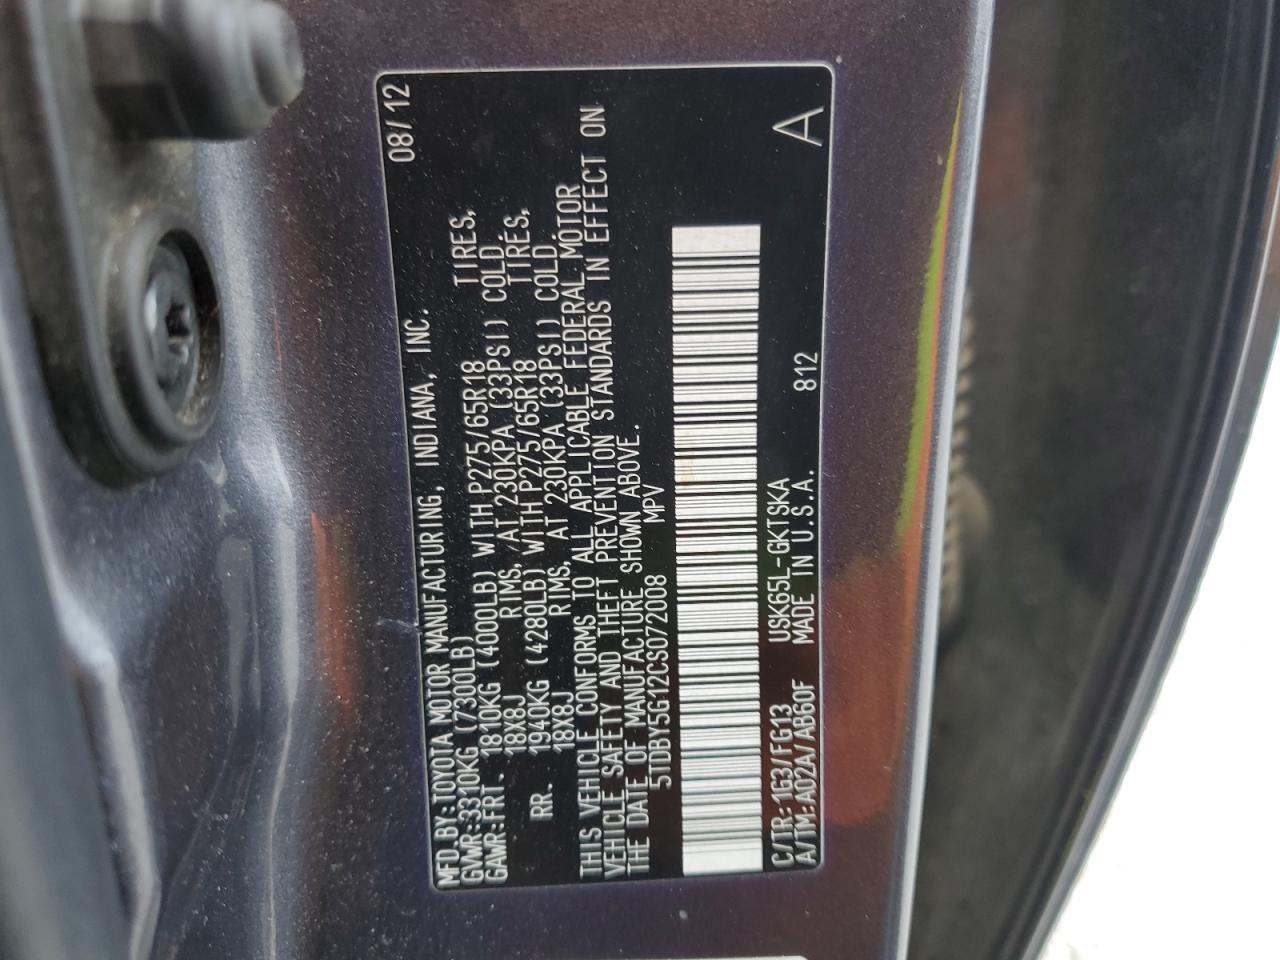 MFD.BY:TOYOTA MOTOR MANUFACTURING, INDIANA, INC. 08/12
GVWR:3310KG (7300LB)
GAWR:FRT. 1810KG (4000LB) WITH P275/65R18 TIRES,
18X8J RIMS, AT 230KPA (33PSI) COLD.
RR. 1940KG (4280LB) WITH P275/65R18 TIRES,
18X8J RIMS, AT 230KPA (33PSI) COLD.
THIS VEHICLE CONFORMS TO ALL APPLICABLE FEDERAL MOTOR
VEHICLE SAFETY AND THEFT PREVENTION STANDARDS IN EFFECT ON
THE DATE OF MANUFACTURE SHOWN ABOVE.
5TDBY5G12CS072008 MPV
C/TR:1G3/FG13 USK65L-GKTSKA
A/TM:A02A/AB60F MADE IN U.S.A. 812 A